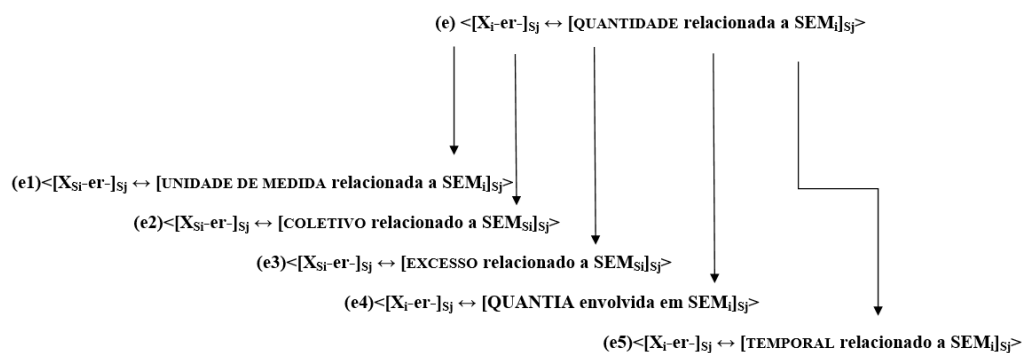 (e) <[Xi-er-]Sj ↔ [QUANTIDADE relacionada a SEMi]Sj>
(e1)<[XSi-er-]Sj ↔ [UNIDADE DE MEDIDA relacionada a SEMi]Sj>
(e2)<[XSi-er-]Sj ↔ [COLETIVO relacionado a SEMSi]Sj>
(e3)<[XSi-er-]Sj ↔ [EXCESSO relacionado a SEMSi]Sj>
(e4)<[Xi-er-]Sj ↔ [QUANTIA envolvida em SEMi]Sj>
(e5)<[Xi-er-]Sj ↔ [TEMPORAL relacionado a SEMi]Sj>